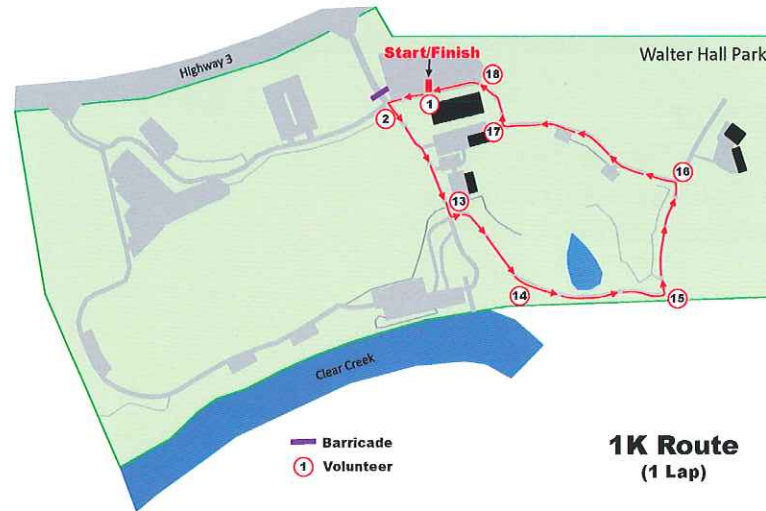 Highway 3
Start/Finish
Walter Hall Park
18
1
2
17
16
13
14
15
Clear Creek
Barricade
1 Volunteer
1K Route
(1 Lap)